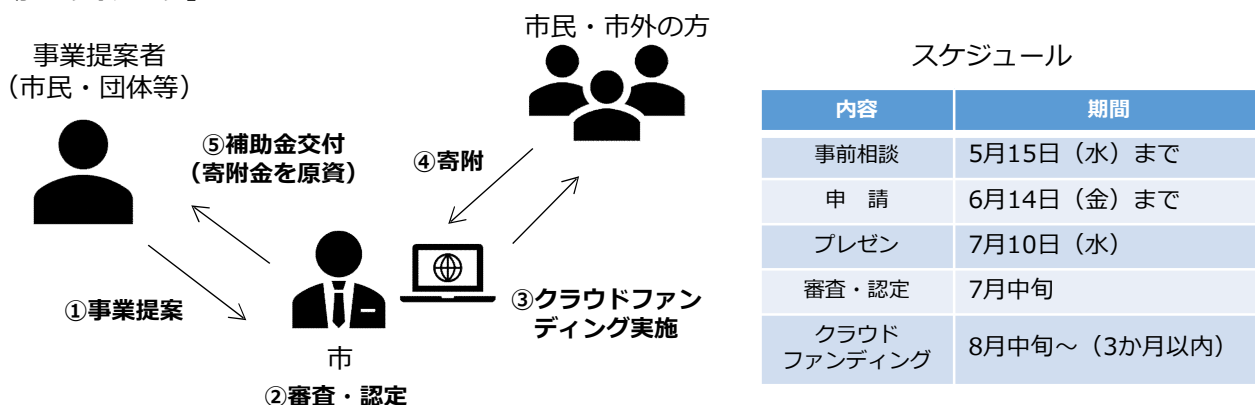 市民・市外の方
事業提案者
（市民・団体等）
⑤補助金交付
（寄附金を原資）
④寄附
①事業提案
③クラウドファン
ディング実施
市
②審査・認定
スケジュール
内容 期間
事前相談 5月15日（水）まで
申　請 6月14日（金）まで
プレゼン 7月10日（水）
審査・認定 7月中旬
クラウド
ファンディング 8月中旬～（3か月以内）